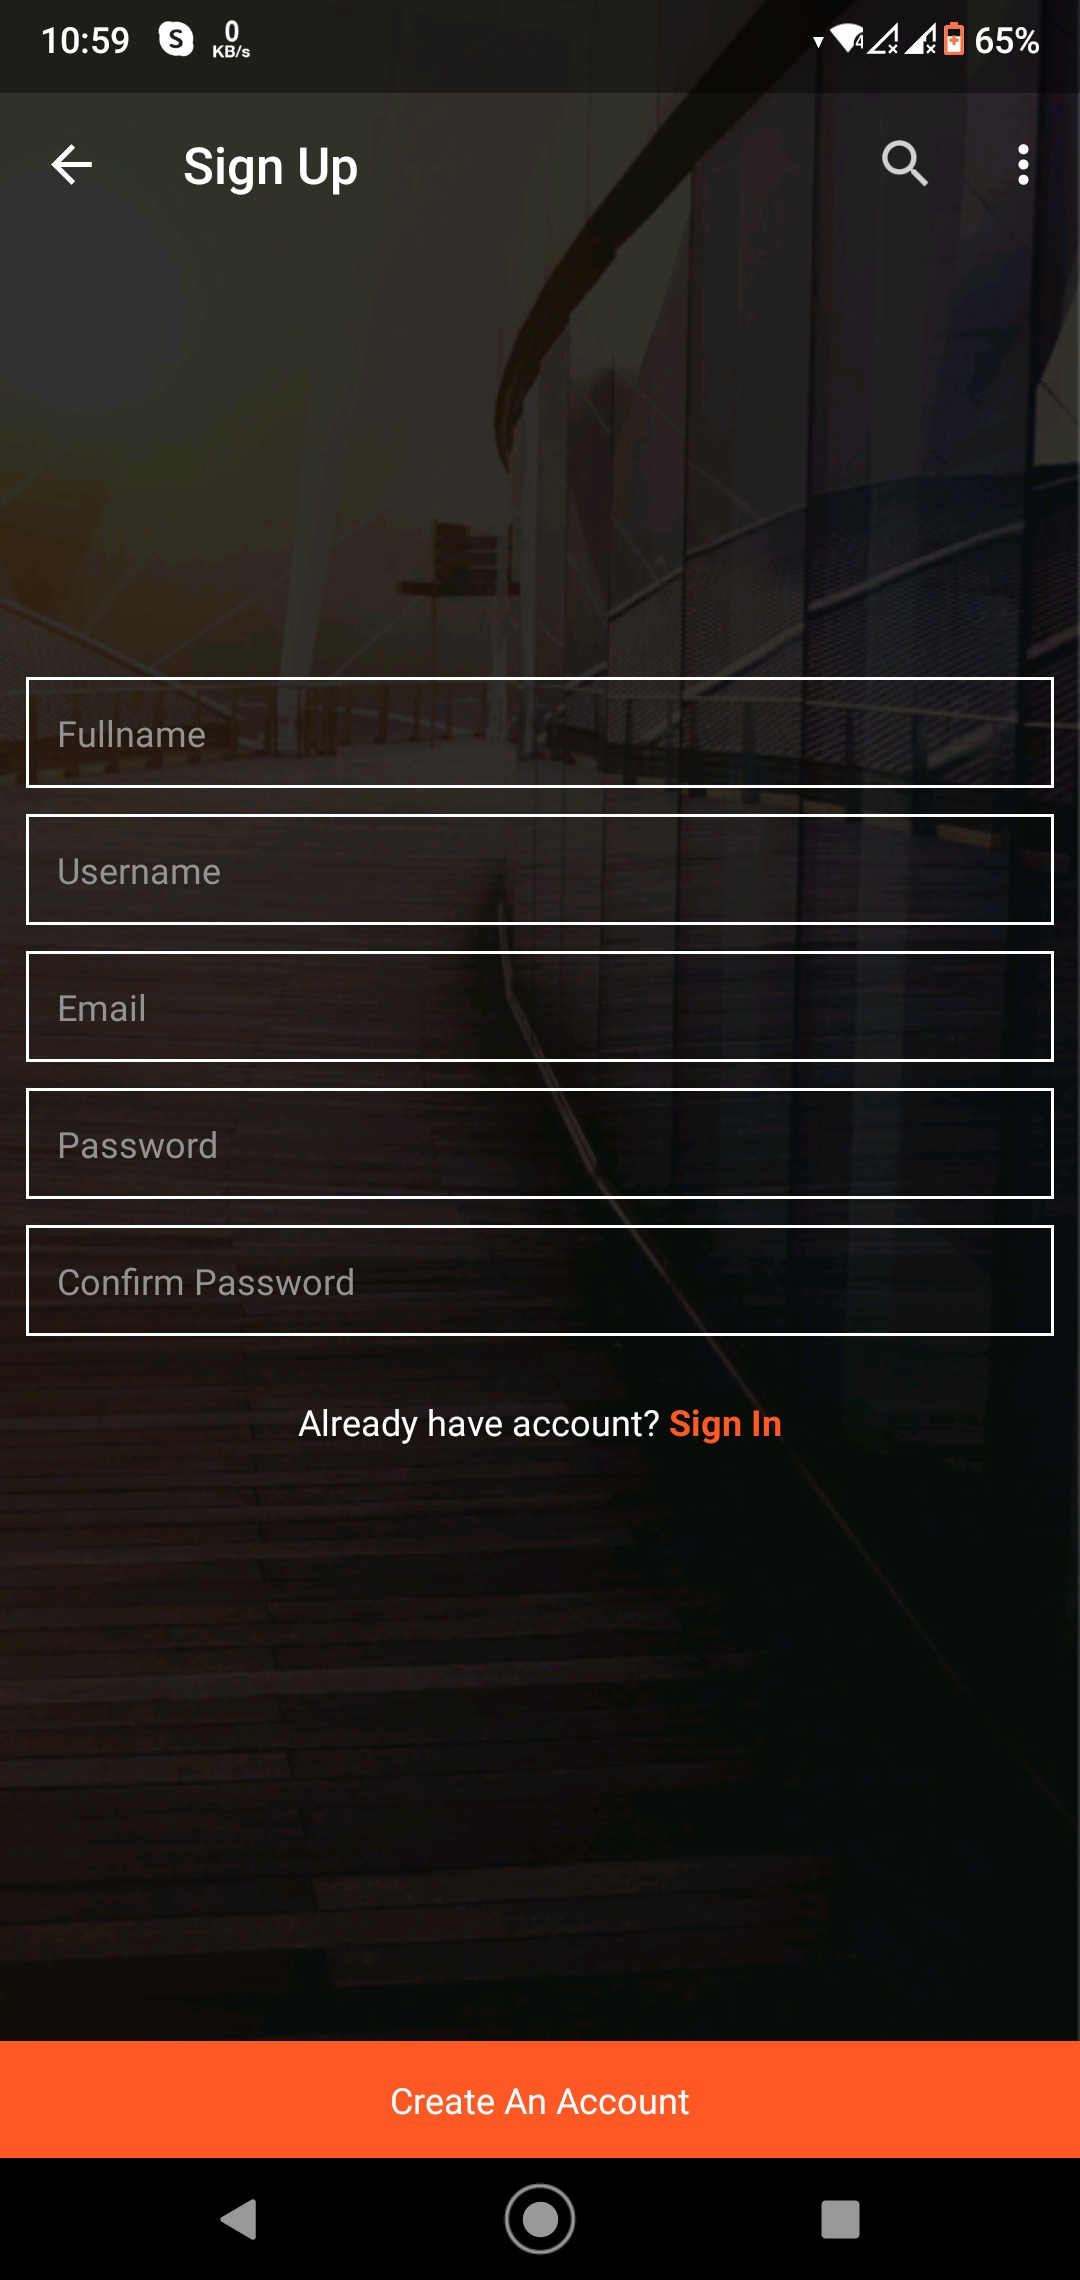 10:59 S 0 KB/s 4 65%
Sign Up
Fullname
Username
Email
Password
Confirm Password
Already have account? Sign In
Create An Account